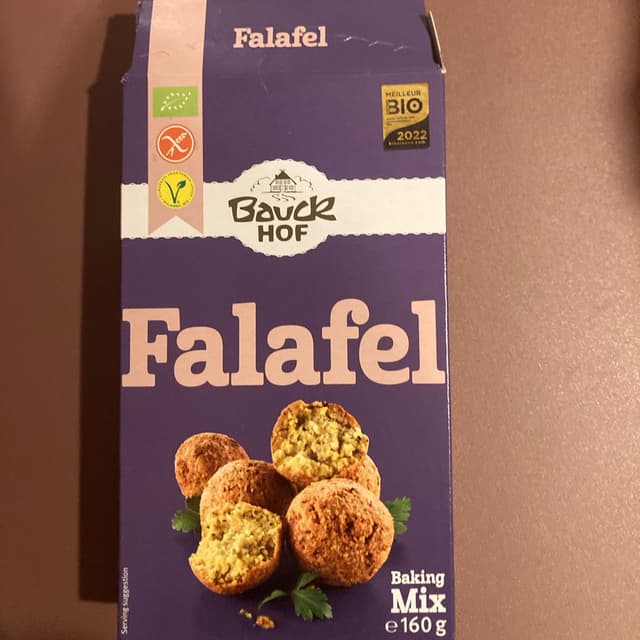 Falafel
MEILLEUR
BIO
2022
Bauck
HOF
Falafel
Baking
Mix
e 160 g
Serving suggestion